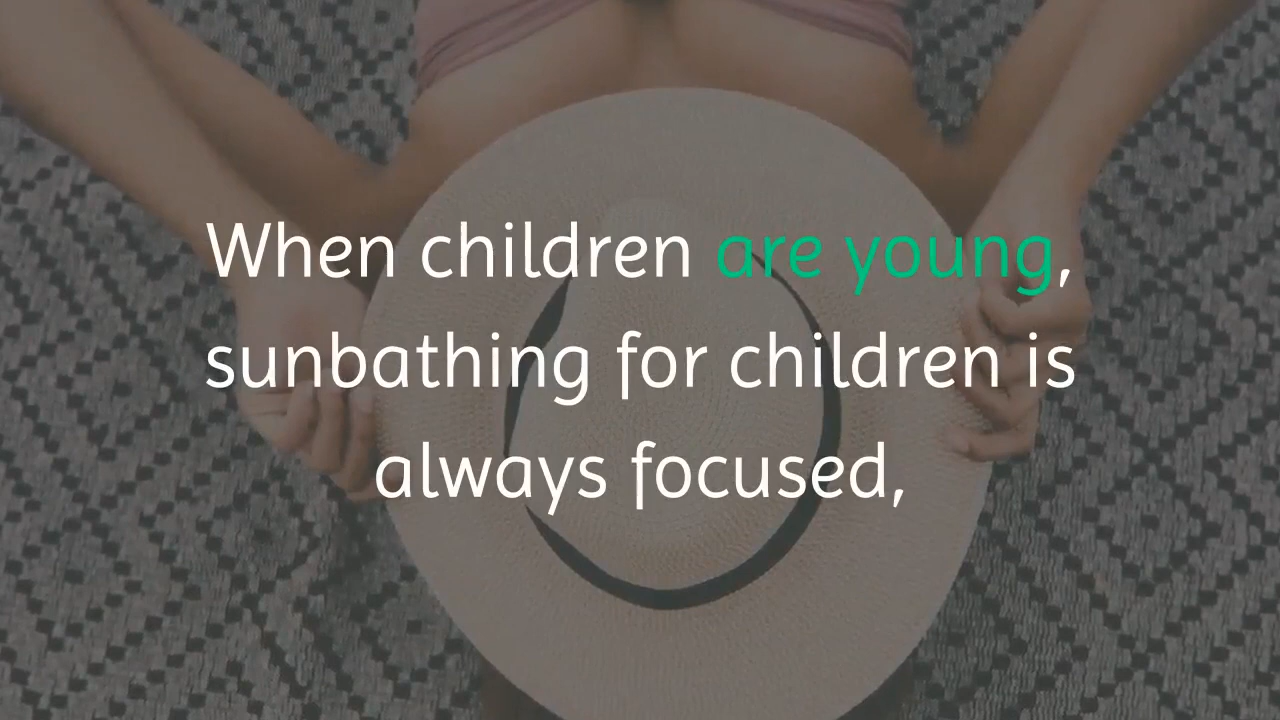 When children are young,
sunbathing for children is
always focused,